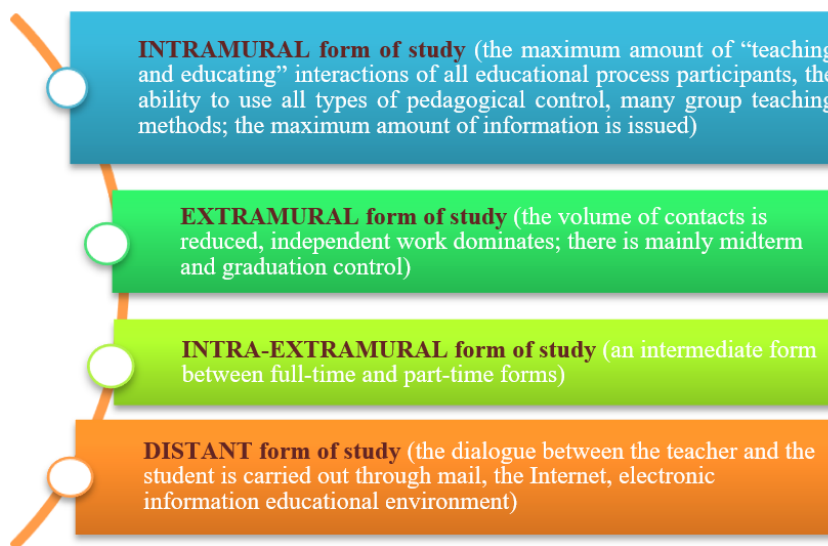 INTRAMURAL form of study (the maximum amount of “teaching
and educating” interactions of all educational process participants, the
ability to use all types of pedagogical control, many group teaching
methods; the maximum amount of information is issued)
EXTRAMURAL form of study (the volume of contacts is
reduced, independent work dominates; there is mainly midterm
and graduation control)
INTRA-EXTRAMURAL form of study (an intermediate form
between full-time and part-time forms)
DISTANT form of study (the dialogue between the teacher and the
student is carried out through mail, the Internet, electronic
information educational environment)